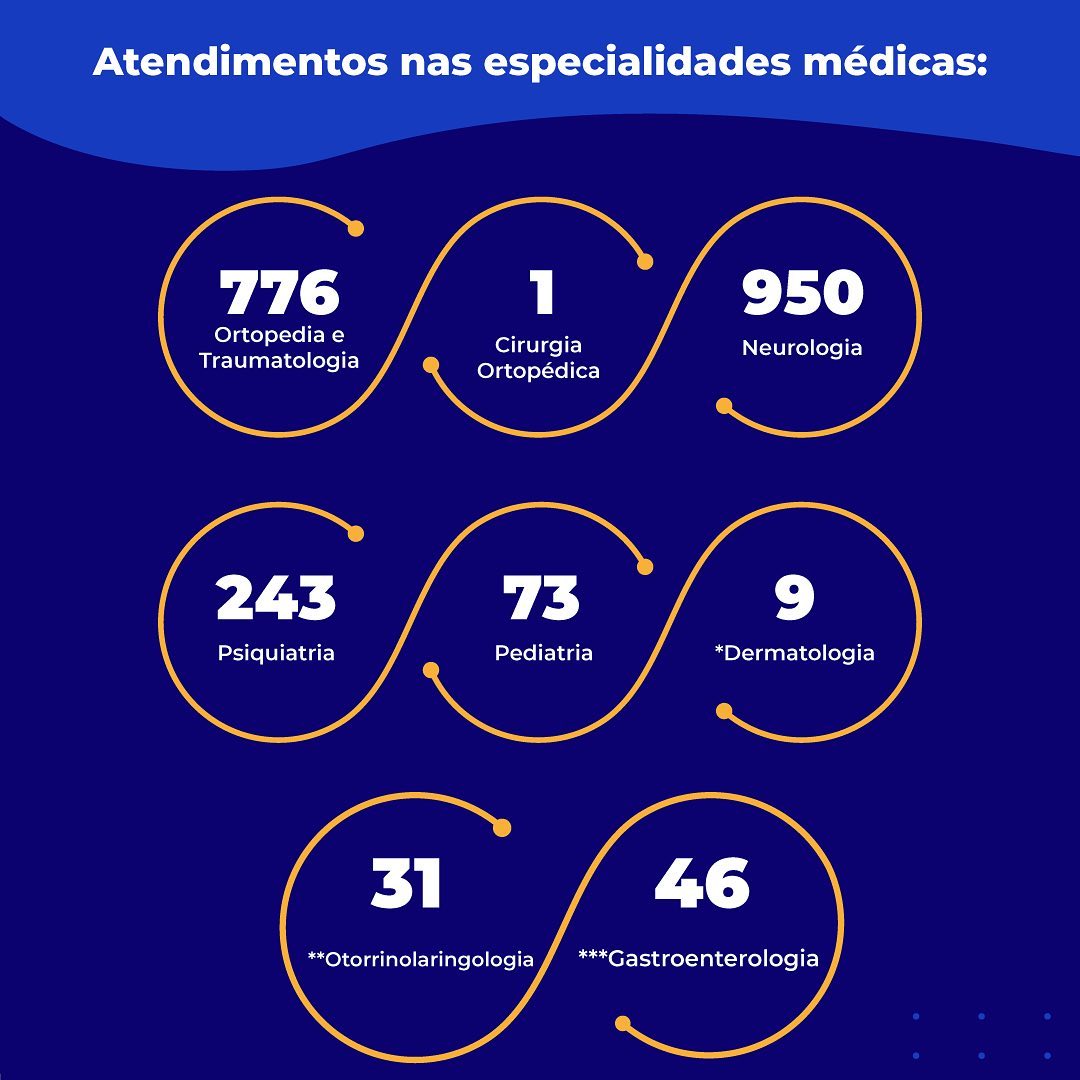 Atendimentos nas especialidades médicas:
776
Ortopedia e
Traumatologia
1
Cirurgia
Ortopédica
950
Neurologia
243
Psiquiatria
73
Pediatria
9
*Dermatologia
31
**Otorrinolaringologia
46
***Gastroenterologia